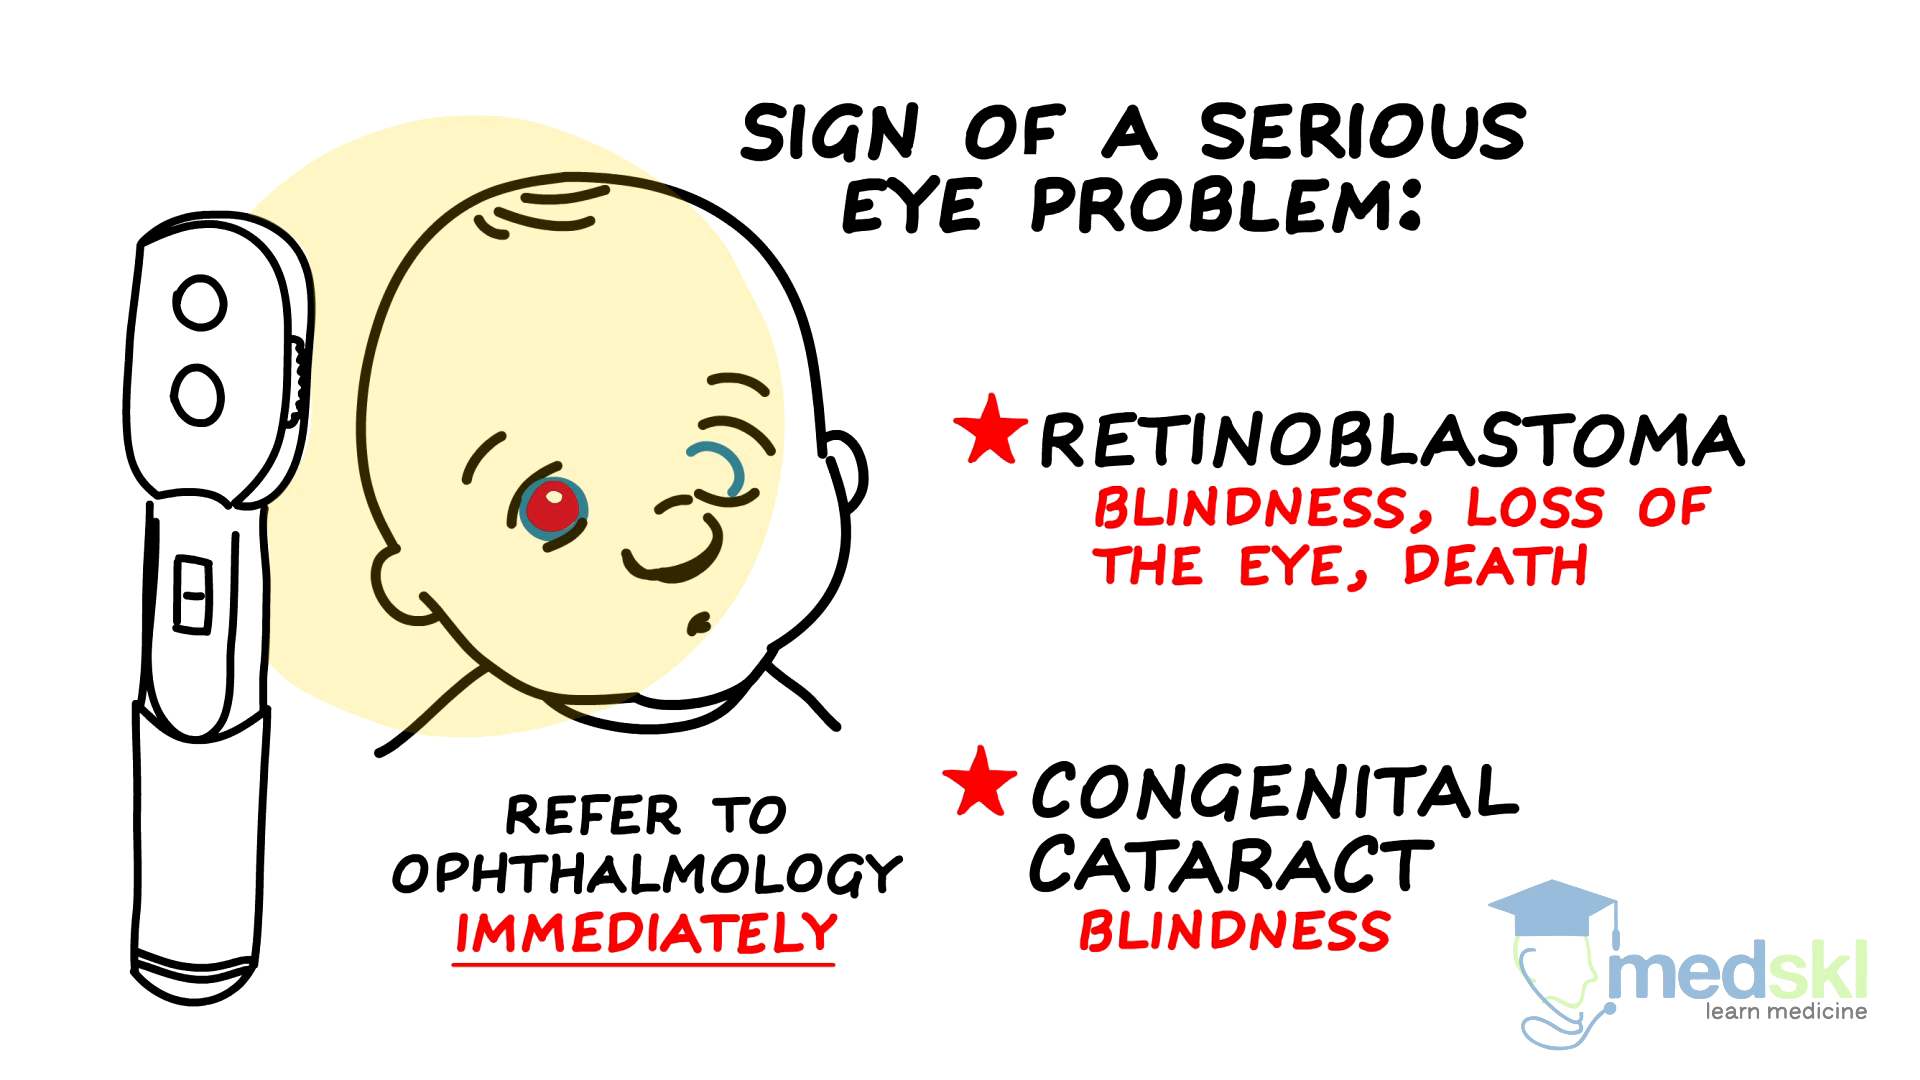 SIGN OF A SERIOUS
EYE PROBLEM:
RETINOBLASTOMA
BLINDNESS, LOSS OF
THE EYE, DEATH
REFER TO
OPHTHALMOLOGY
IMMEDIATELY
CONGENITAL
CATARACT
BLINDNESS
medskl
learn medicine